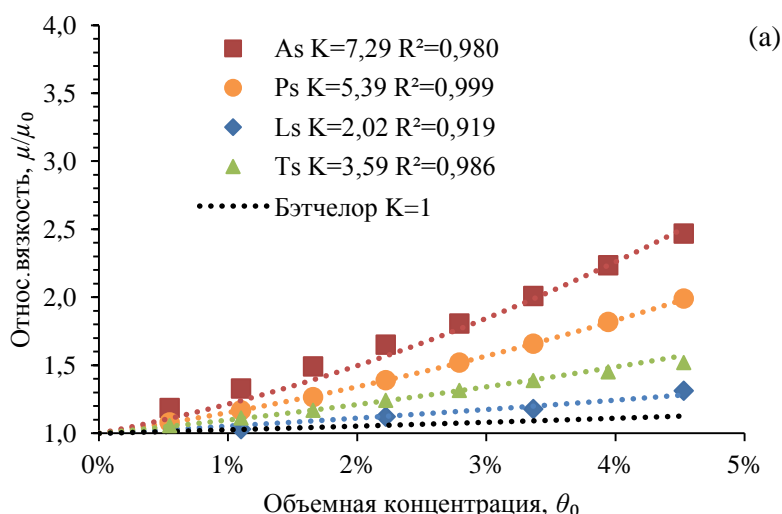 (а)
As K=7,29 R²=0,980
Ps K=5,39 R²=0,999
Ls K=2,02 R²=0,919
Ts K=3,59 R²=0,986
Бэтчелор K=1
Относ.вязкость, μ/μ₀
4,0
3,5
3,0
2,5
2,0
1,5
1,0
0% 1% 2% 3% 4% 5%
Объемная концентрация, θ₀